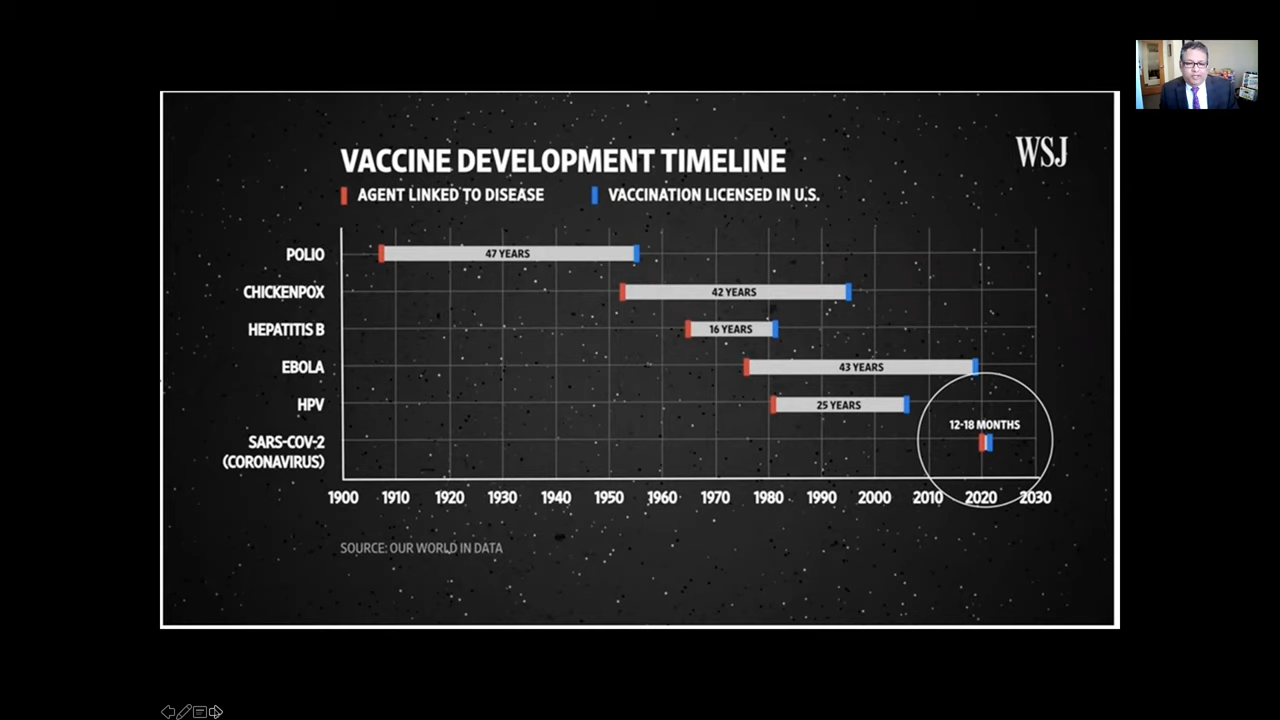 WSJ
VACCINE DEVELOPMENT TIMELINE
AGENT LINKED TO DISEASE VACCINATION LICENSED IN U.S.
POLIO 47 YEARS
CHICKENPOX 42 YEARS
HEPATITIS B 16 YEARS
EBOLA 43 YEARS
HPV 25 YEARS
12-18 MONTHS
SARS-COV-2
(CORONAVIRUS)
1900 1910 1920 1930 1940 1950 1960 1970 1980 1990 2000 2010 2020 2030
SOURCE: OUR WORLD IN DATA